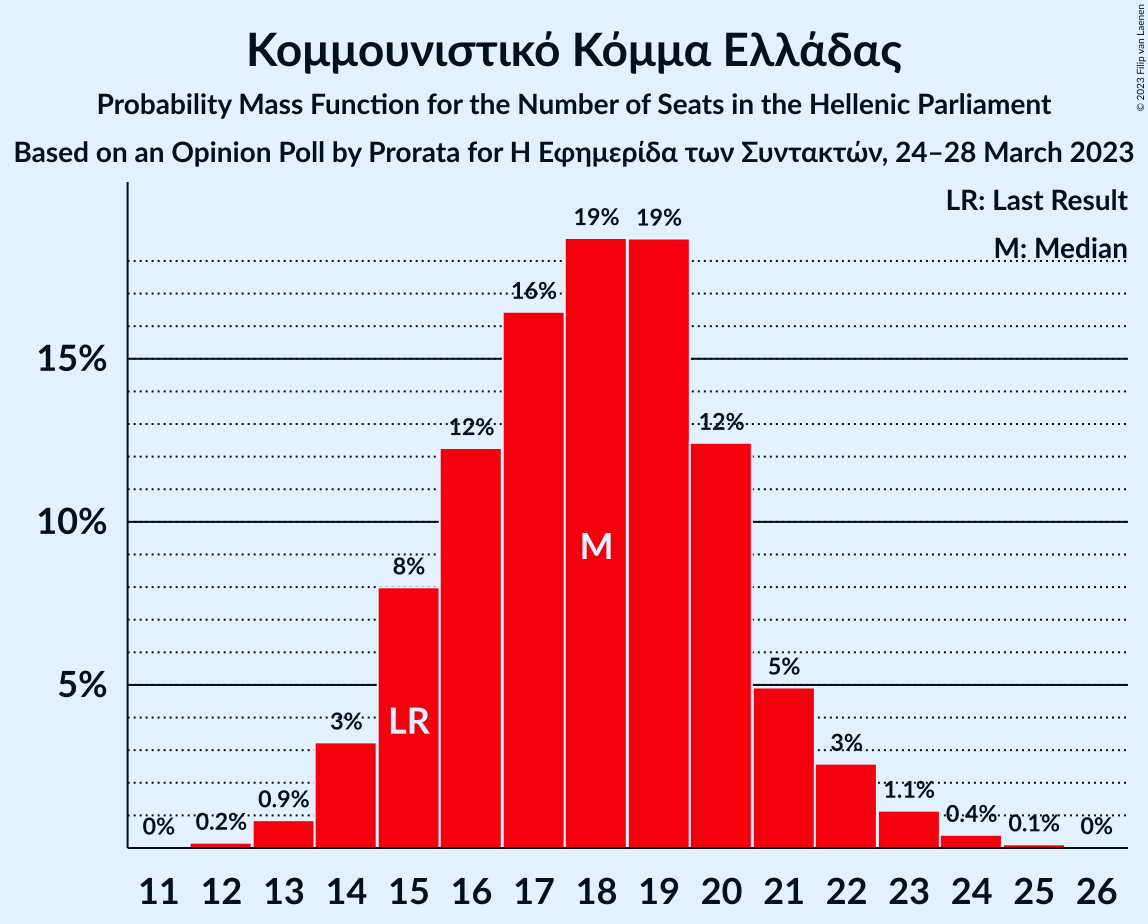 Κομμουνιστικό Κόμμα Ελλάδας
Probability Mass Function for the Number of Seats in the Hellenic Parliament
Based on an Opinion Poll by Prorata for Η Εφημερίδα των Συντακτών, 24–28 March 2023
© 2023 Filip van Laenen
LR: Last Result
M: Median
19% 19%
16%
15%
12% 12%
10%
8%
M
5%
5%
3% LR
3%
0.9% 1.1%
0% 0.2% 0.4% 0.1% 0%
11 12 13 14 15 16 17 18 19 20 21 22 23 24 25 26